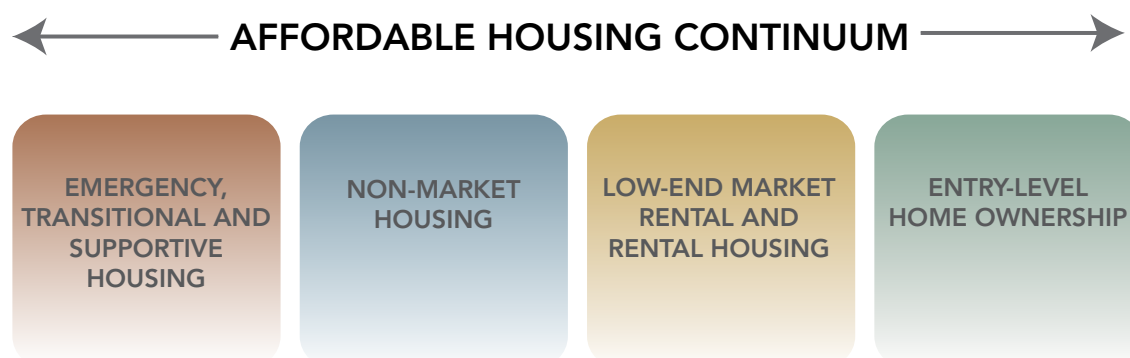 AFFORDABLE HOUSING CONTINUUM
EMERGENCY,
TRANSITIONAL AND
SUPPORTIVE
HOUSING
NON-MARKET
HOUSING
LOW-END MARKET
RENTAL AND
RENTAL HOUSING
ENTRY-LEVEL
HOME OWNERSHIP